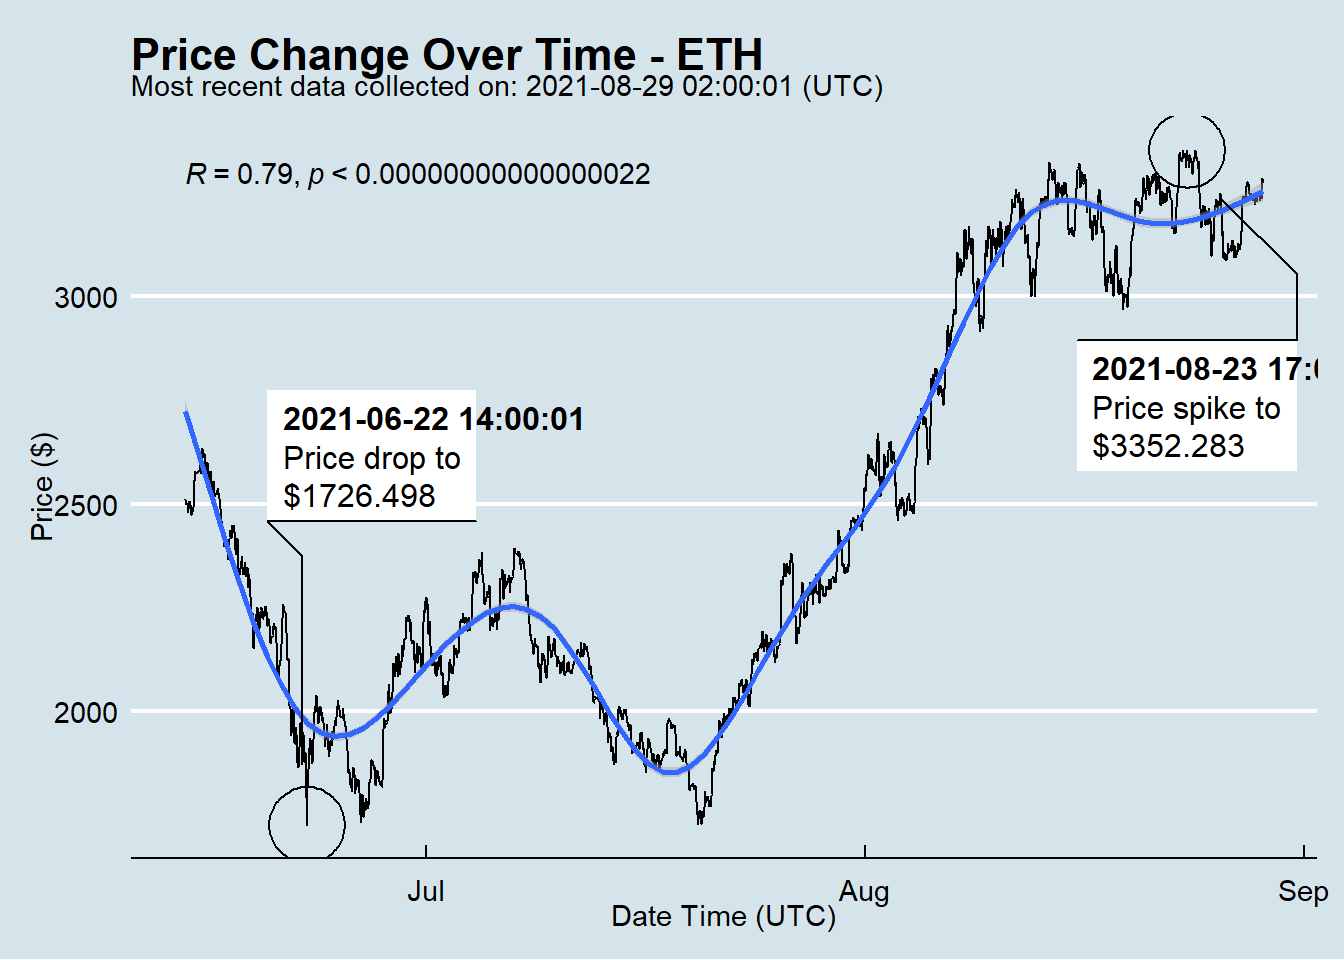 Price Change Over Time - ETH
Most recent data collected on: 2021-08-29 02:00:01 (UTC)
R = 0.79, p < 0.00000000000000022
3000
2021-08-23 17:0
Price spike to
$3352.283
2021-06-22 14:00:01
Price drop to
$1726.498
Price ($)
2500
2000
Jul
Aug
Sep
Date Time (UTC)